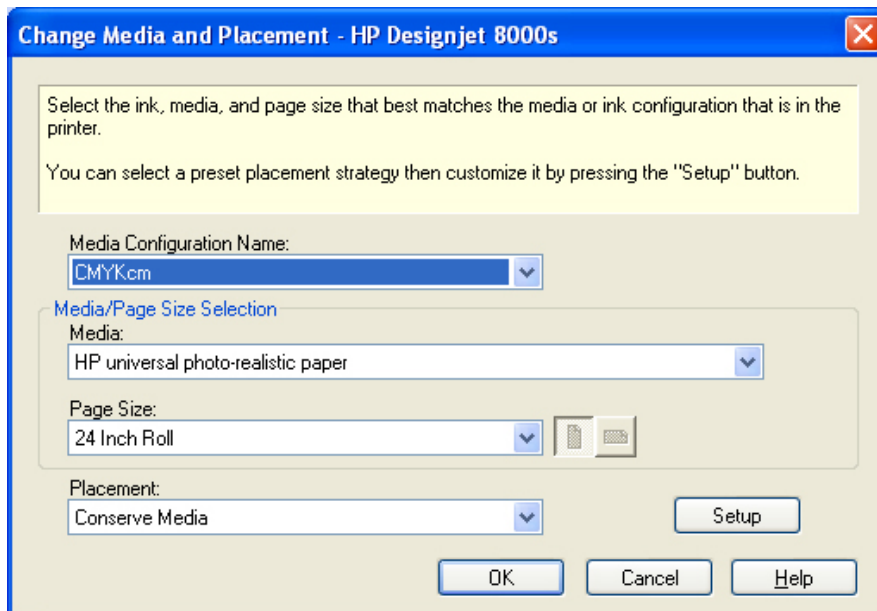 Change Media and Placement - HP Designjet 8000s
Select the ink, media, and page size that best matches the media or ink configuration that is in the
printer.
You can select a preset placement strategy then customize it by pressing the "Setup" button.
Media Configuration Name:
CMYKcm
Media/Page Size Selection
Media:
HP universal photo-realistic paper
Page Size:
24 Inch Roll
Placement:
Conserve Media
Setup
OK
Cancel
Help